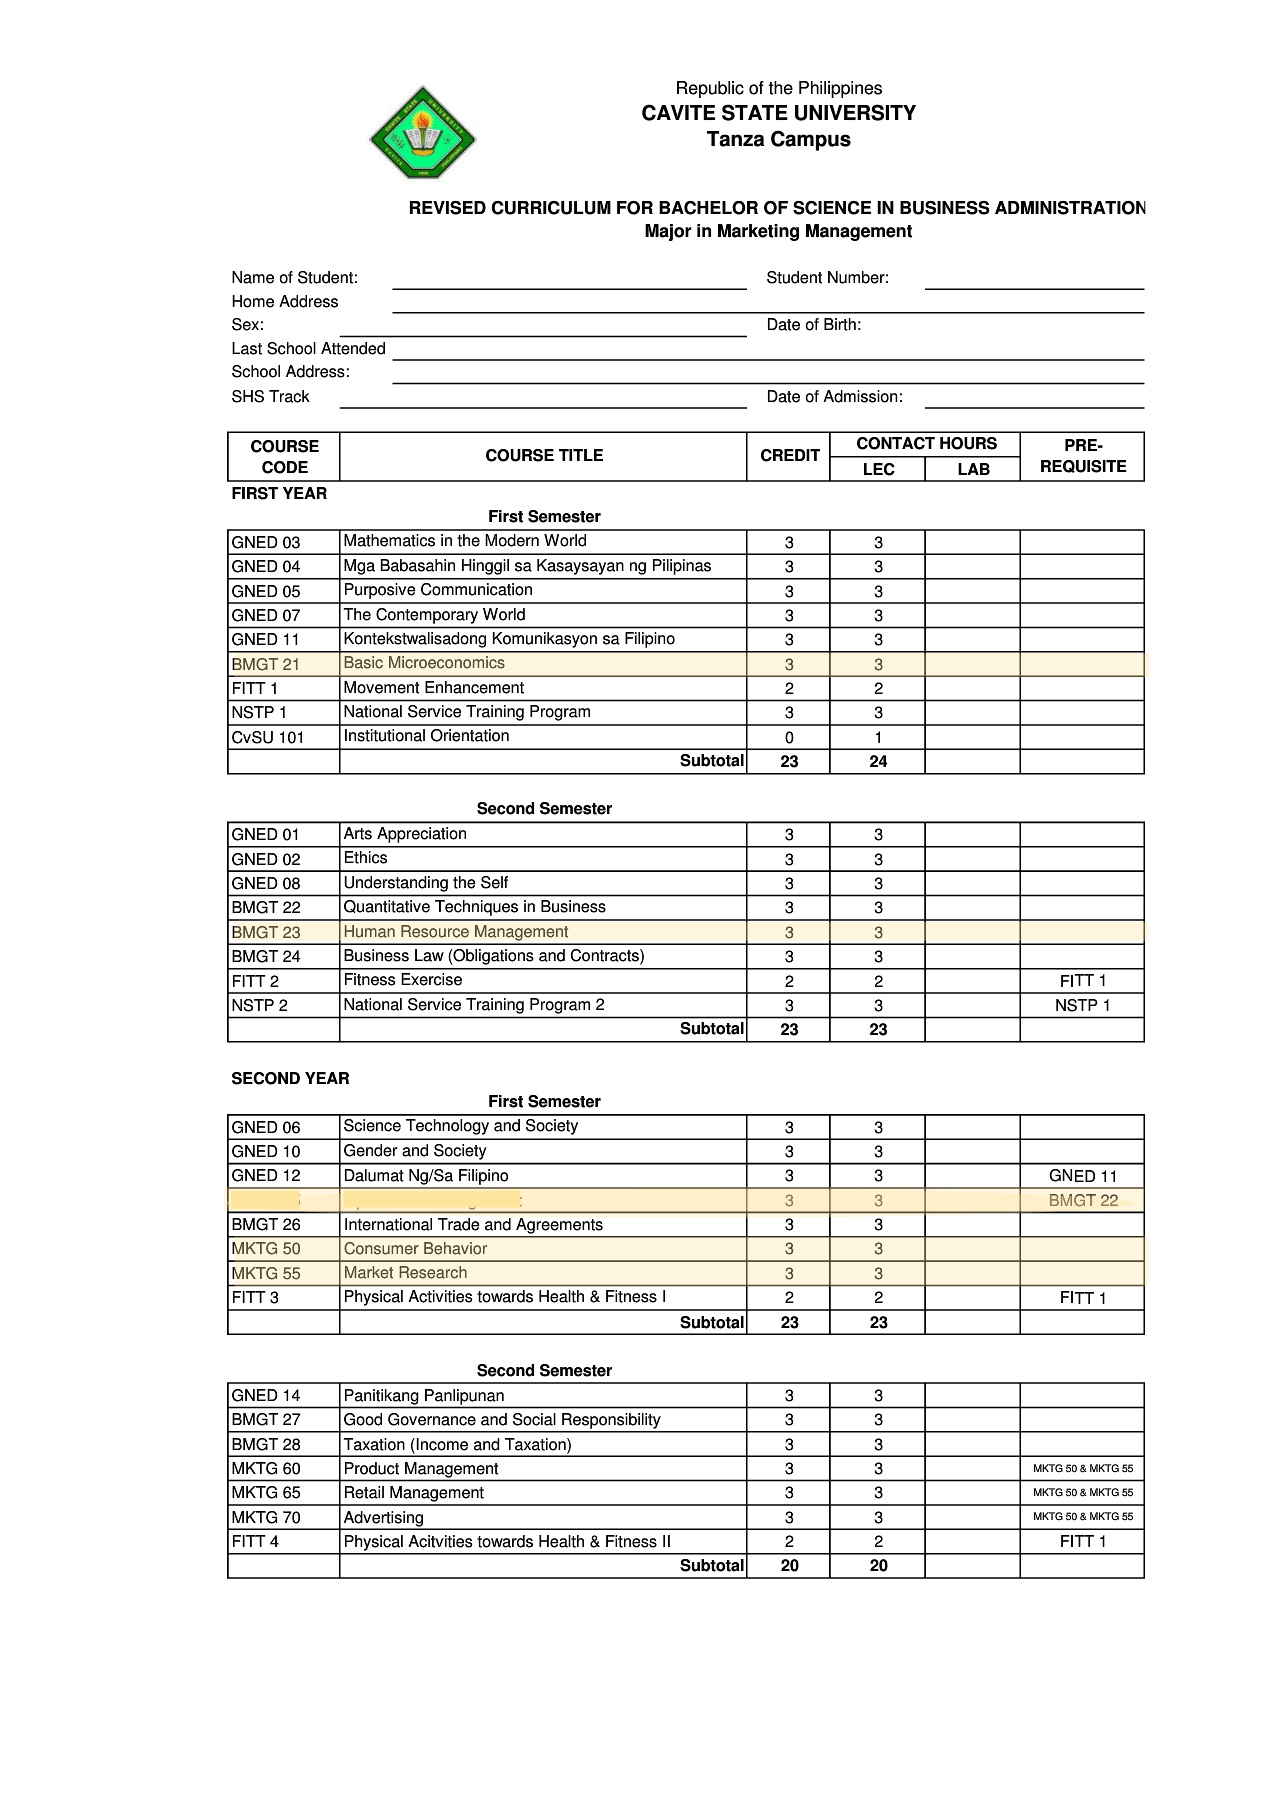 Republic of the Philippines
CAVITE STATE UNIVERSITY
Tanza Campus
REVISED CURRICULUM FOR BACHELOR OF SCIENCE IN BUSINESS ADMINISTRATION
Major in Marketing Management
Name of Student: Student Number:
Home Address
Sex: Date of Birth:
Last School Attended
School Address:
SHS Track Date of Admission:
COURSE CODE COURSE TITLE CREDIT CONTACT HOURS LEC LAB PRE-REQUISITE
FIRST YEAR
First Semester
GNED 03 Mathematics in the Modern World 3 3
GNED 04 Mga Babasahin Hinggil sa Kasaysayan ng Pilipinas 3 3
GNED 05 Purposive Communication 3 3
GNED 07 The Contemporary World 3 3
GNED 11 Kontekstwalisadong Komunikasyon sa Filipino 3 3
BMGT 21 Basic Microeconomics 3 3
FITT 1 Movement Enhancement 2 2
NSTP 1 National Service Training Program 3 3
CvSU 101 Institutional Orientation 0 1
Subtotal 23 24
Second Semester
GNED 01 Arts Appreciation 3 3
GNED 02 Ethics 3 3
GNED 08 Understanding the Self 3 3
BMGT 22 Quantitative Techniques in Business 3 3
BMGT 23 Human Resource Management 3 3
BMGT 24 Business Law (Obligations and Contracts) 3 3
FITT 2 Fitness Exercise 2 2 FITT 1
NSTP 2 National Service Training Program 2 3 3 NSTP 1
Subtotal 23 23
SECOND YEAR
First Semester
GNED 06 Science Technology and Society 3 3
GNED 10 Gender and Society 3 3
GNED 12 Dalumat Ng/Sa Filipino 3 3 GNED 11
3 3 BMGT 22
BMGT 26 International Trade and Agreements 3 3
MKTG 50 Consumer Behavior 3 3
MKTG 55 Market Research 3 3
FITT 3 Physical Activities towards Health & Fitness I 2 2 FITT 1
Subtotal 23 23
Second Semester
GNED 14 Panitikang Panlipunan 3 3
BMGT 27 Good Governance and Social Responsibility 3 3
BMGT 28 Taxation (Income and Taxation) 3 3
MKTG 60 Product Management 3 3 MKTG 50 & MKTG 55
MKTG 65 Retail Management 3 3 MKTG 50 & MKTG 55
MKTG 70 Advertising 3 3 MKTG 50 & MKTG 55
FITT 4 Physical Acitvities towards Health & Fitness II 2 2 FITT 1
Subtotal 20 20